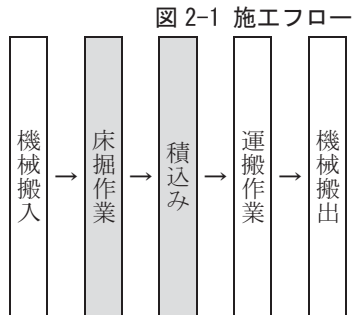 図 2-1 施工フロー
機械搬入
→
床掘作業
→
積込み
→
運搬作業
→
機械搬出